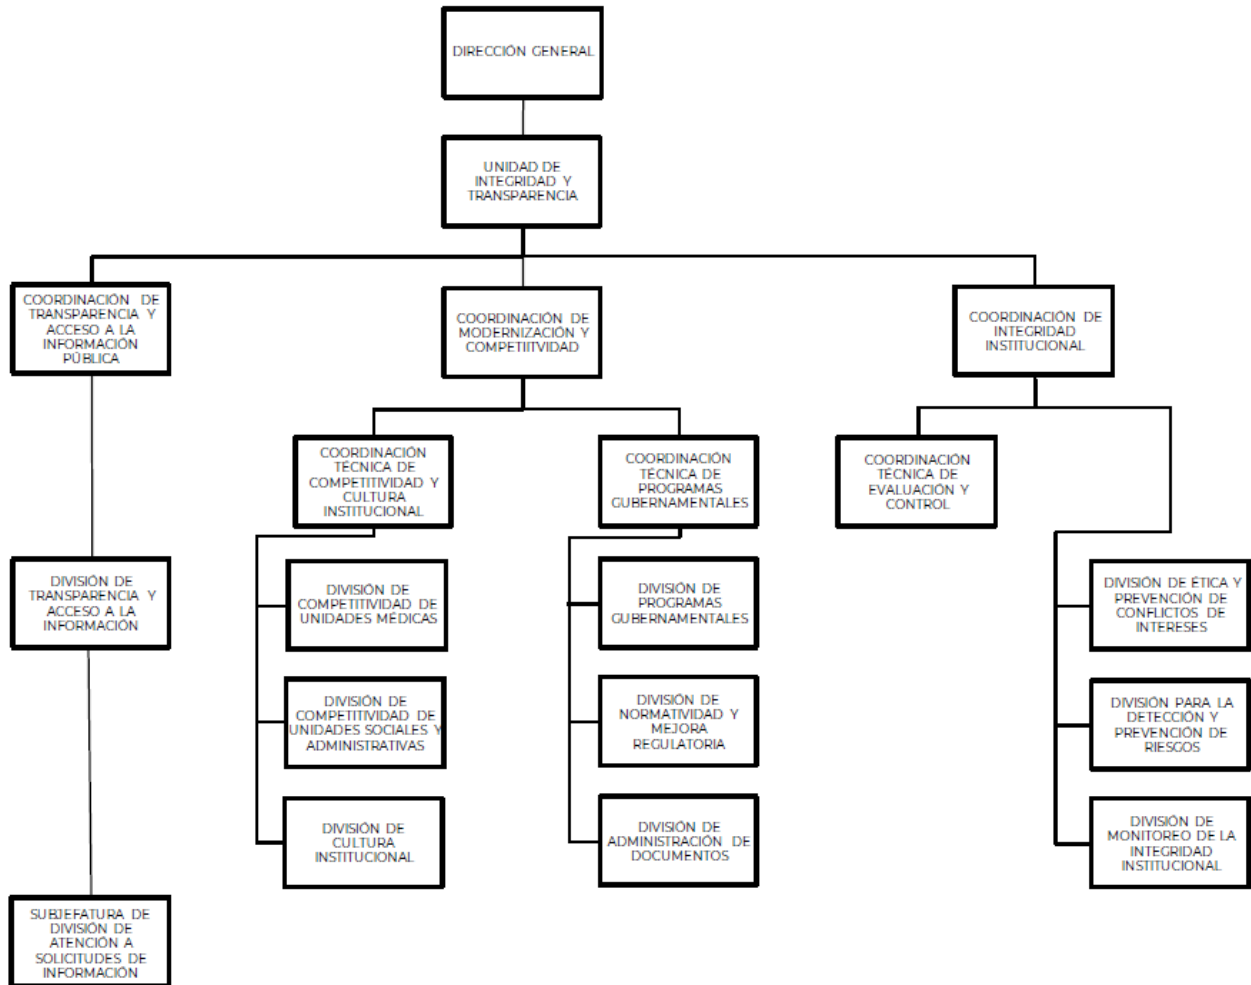 DIRECCIÓN GENERAL
UNIDAD DE
INTEGRIDAD Y
TRANSPARENCIA
COORDINACIÓN DE
TRANSPARENCIA Y
ACCESO A LA
INFORMACIÓN
PÚBLICA
COORDINACIÓN DE
MODERNIZACIÓN Y
COMPETIITVIDAD
COORDINACIÓN DE
INTEGRIDAD
INSTITUCIONAL
COORDINACIÓN
TÉCNICA DE
COMPETITIVIDAD Y
CULTURA
INSTITUCIONAL
COORDINACIÓN
TÉCNICA DE
PROGRAMAS
GUBERNAMENTALES
COORDINACIÓN
TÉCNICA DE
EVALUACIÓN Y
CONTROL
DIVISIÓN DE
TRANSPARENCIA Y
ACCESO A LA
INFORMACIÓN
DIVISIÓN DE
COMPETITIVIDAD DE
UNIDADES MÉDICAS
DIVISIÓN DE
PROGRAMAS
GUBERNAMENTALES
DIVISIÓN DE ÉTICA Y
PREVENCIÓN DE
CONFLICTOS DE
INTERESES
DIVISIÓN DE
COMPETITIVIDAD DE
UNIDADES SOCIALES Y
ADMINISTRATIVAS
DIVISIÓN DE
NORMATIVIDAD Y
MEJORA
REGULATORIA
DIVISIÓN PARA LA
DETECCIÓN Y
PREVENCIÓN DE
RIESGOS
DIVISIÓN DE
CULTURA
INSTITUCIONAL
DIVISIÓN DE
ADMINISTRACIÓN DE
DOCUMENTOS
DIVISIÓN DE
MONITOREO DE LA
INTEGRIDAD
INSTITUCIONAL
SUBJEFATURA DE
DIVISIÓN DE
ATENCIÓN A
SOLICITUDES DE
INFORMACIÓN